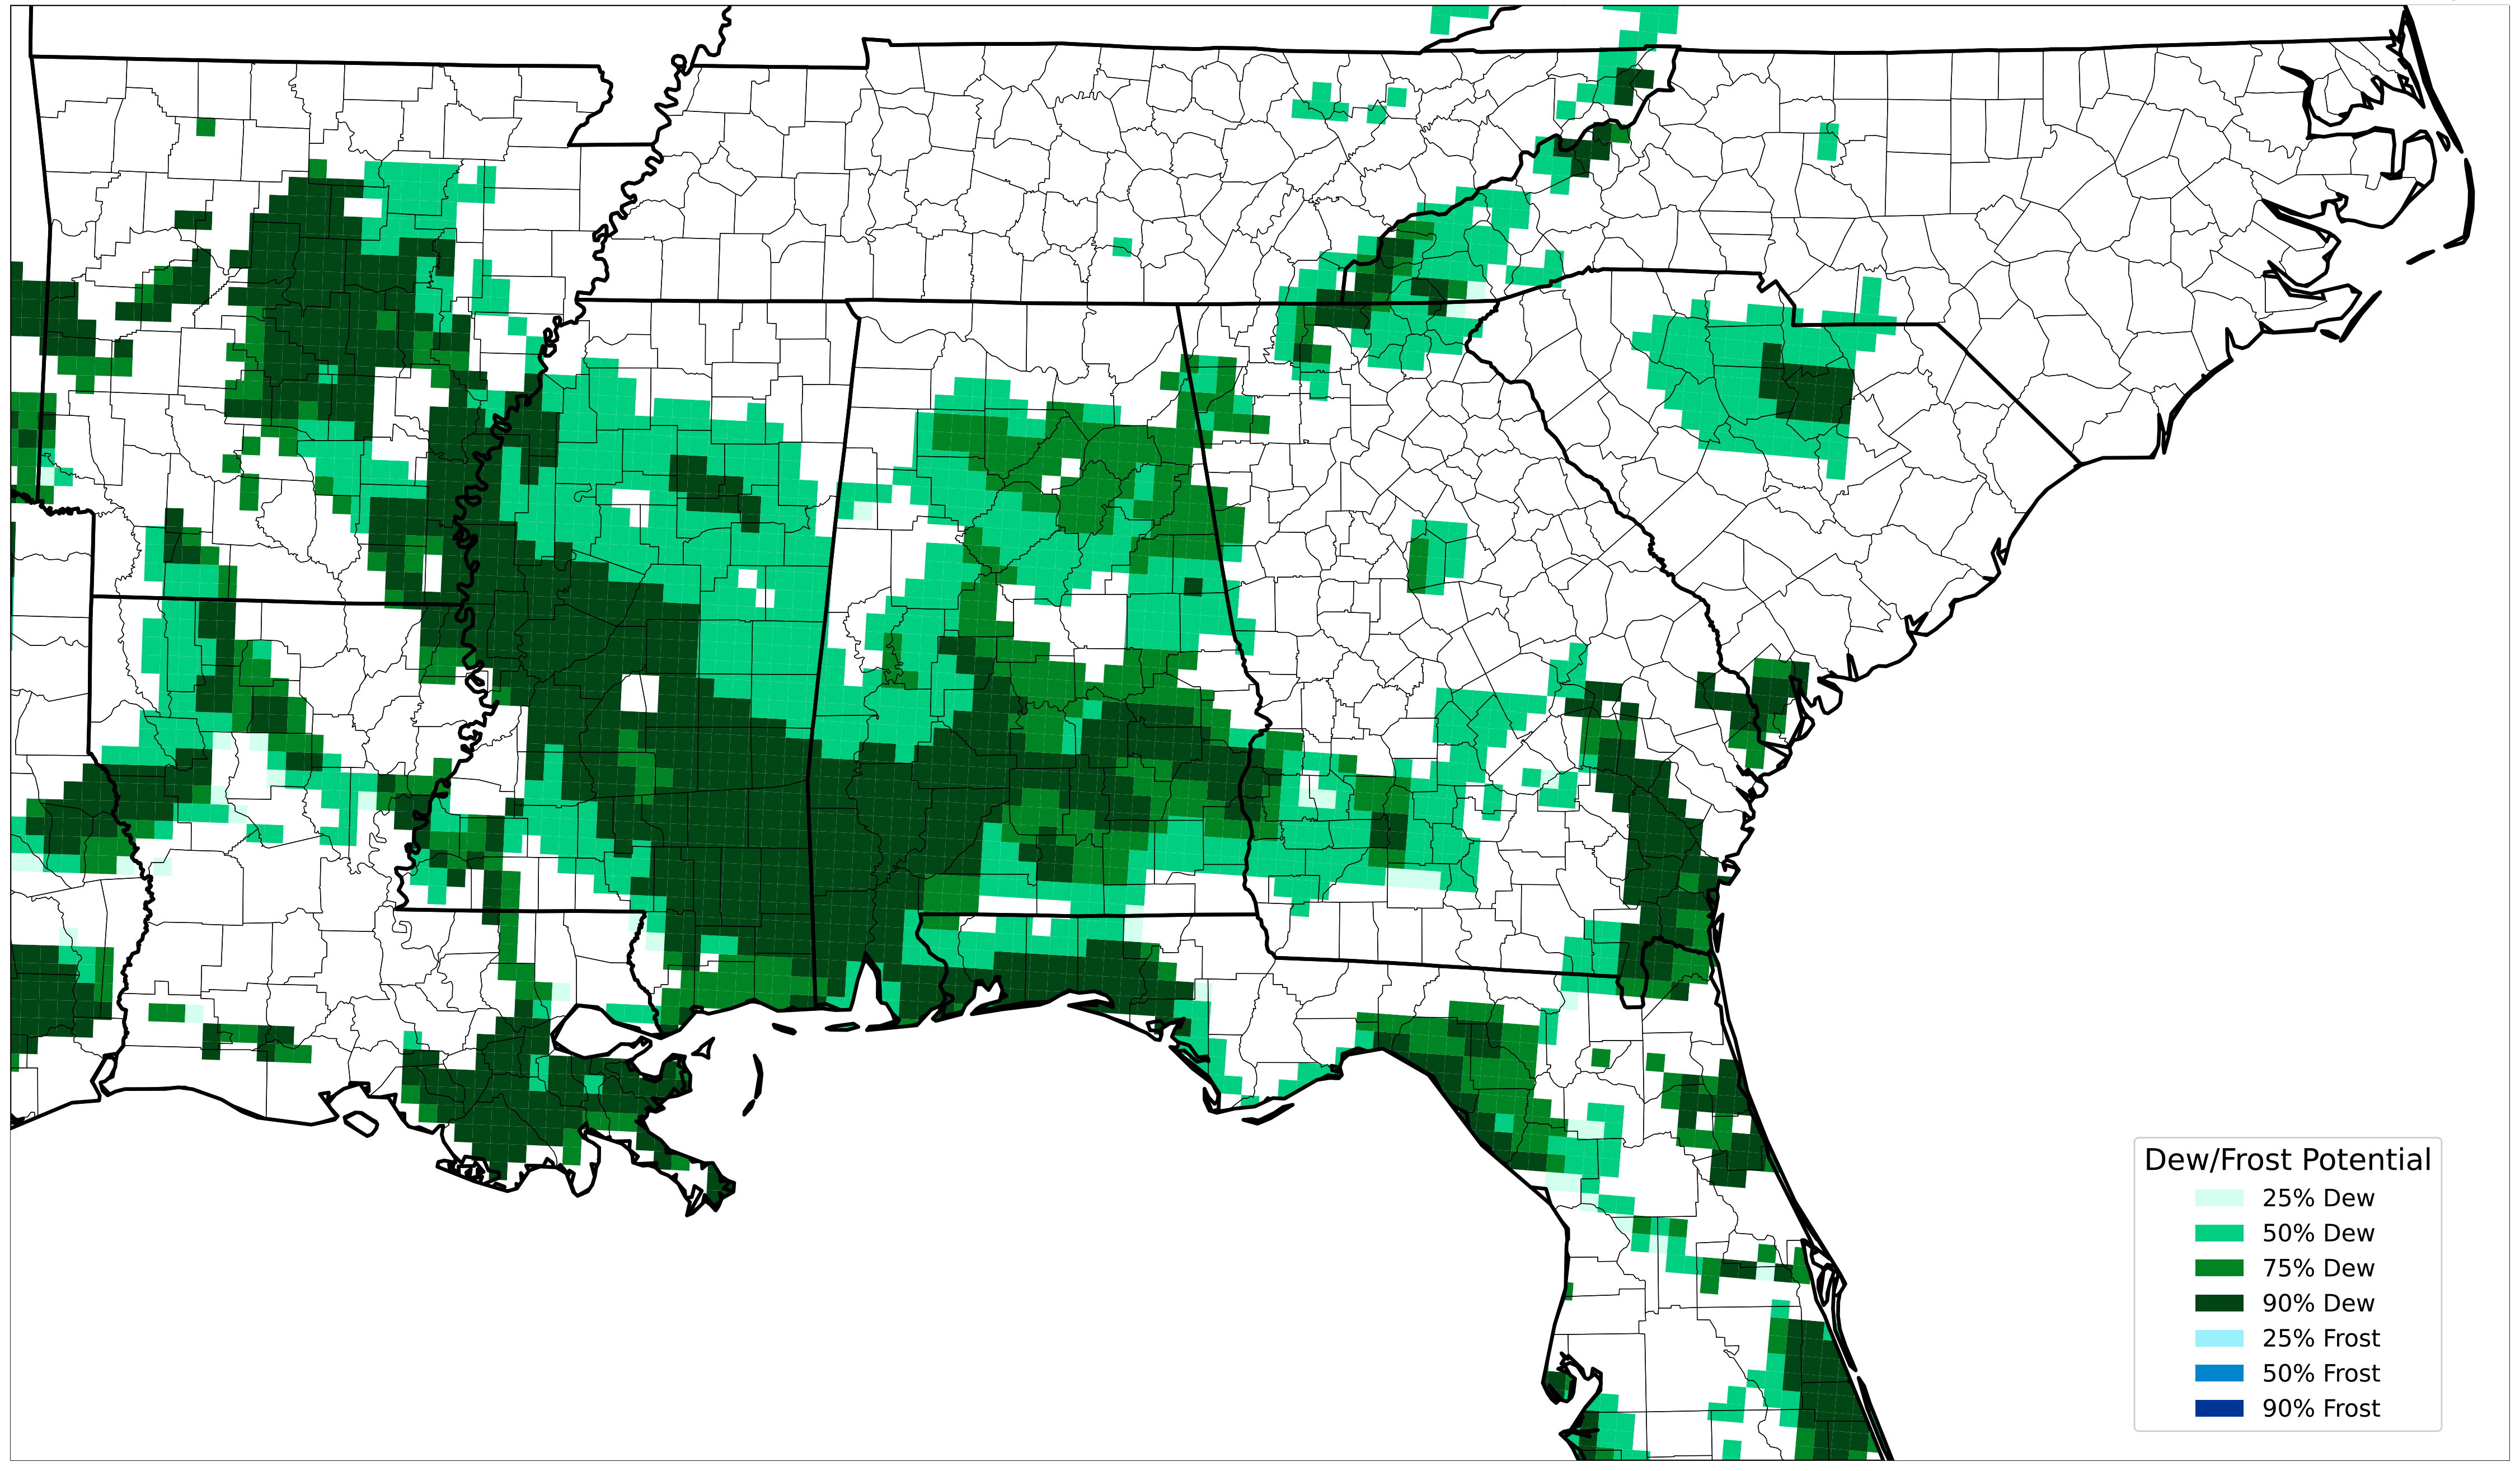 Dew/Frost Potential
25% Dew
50% Dew
75% Dew
90% Dew
25% Frost
50% Frost
90% Frost